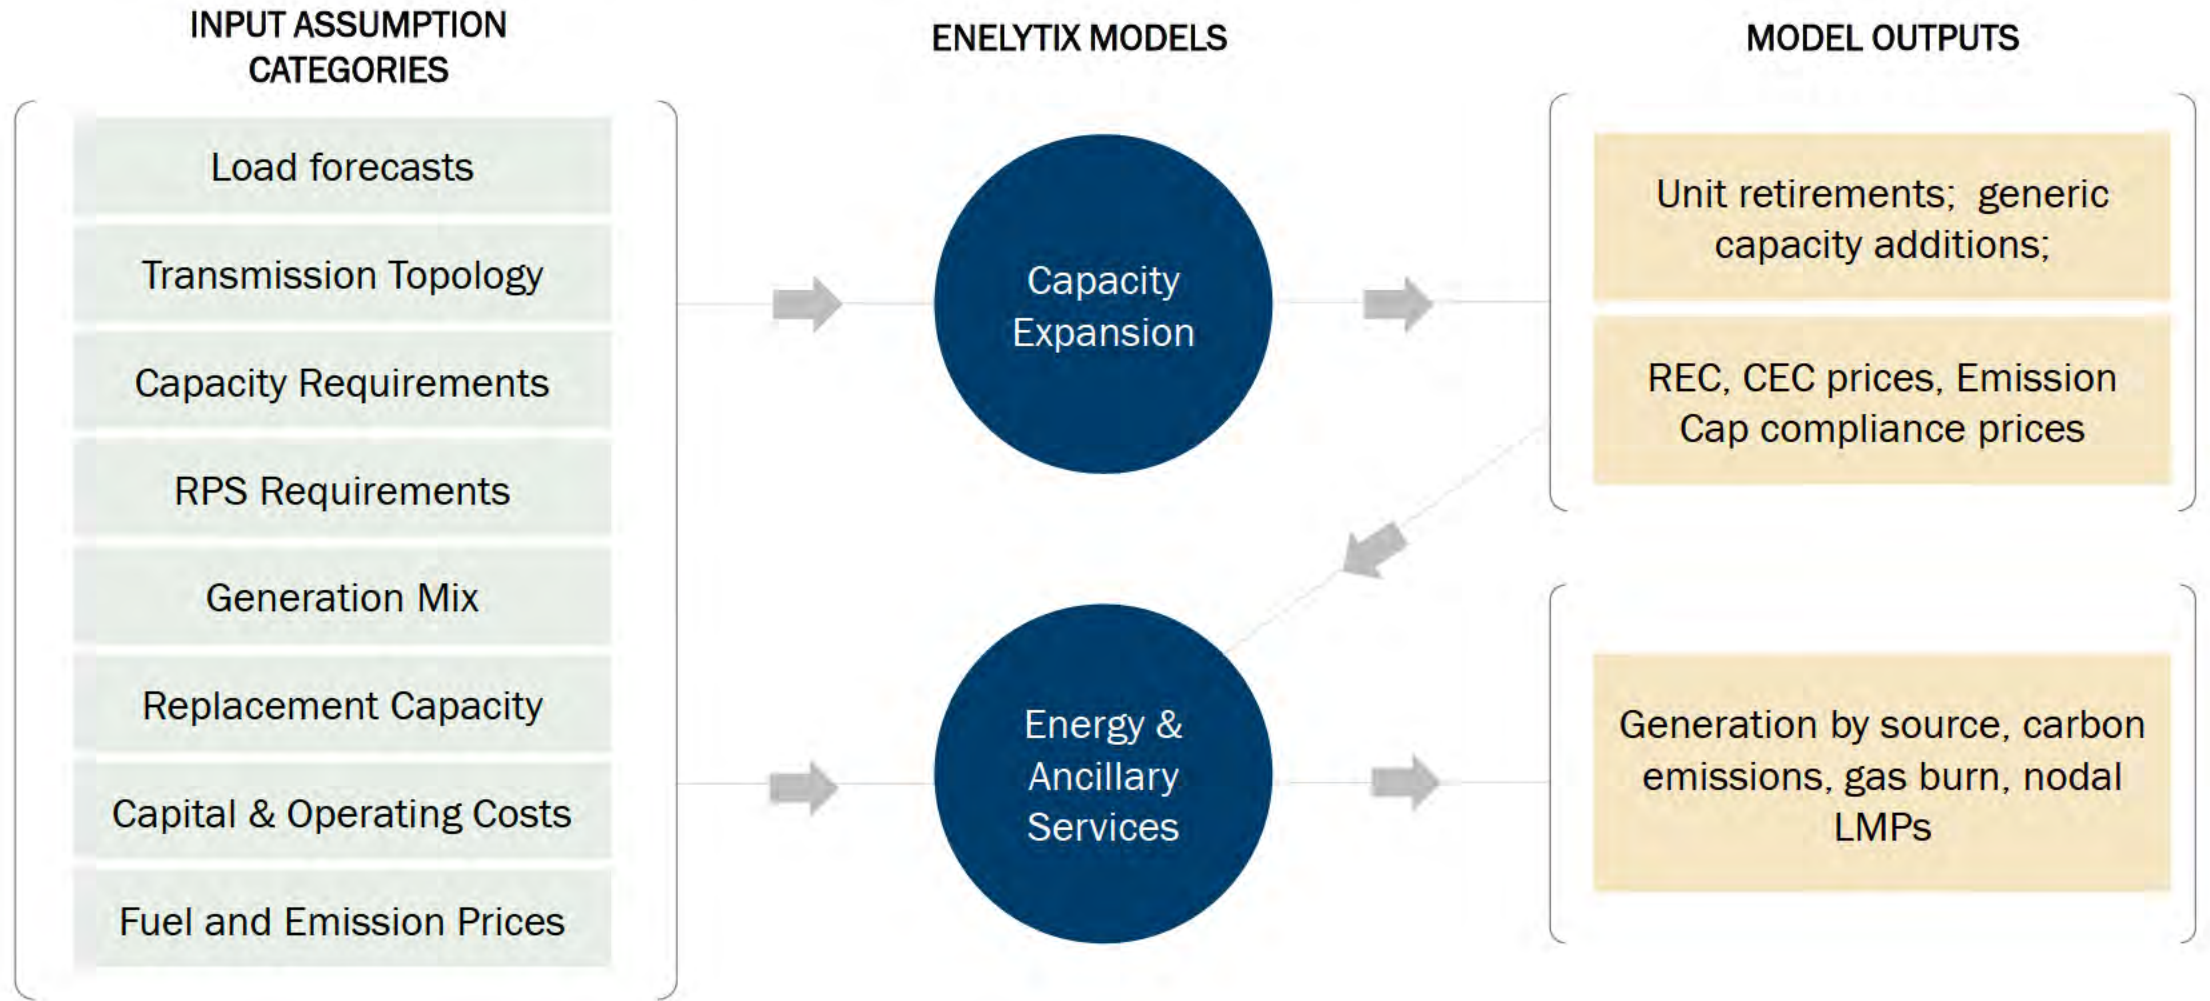 INPUT ASSUMPTION
CATEGORIES
Load forecasts
Transmission Topology
Capacity Requirements
RPS Requirements
Generation Mix
Replacement Capacity
Capital & Operating Costs
Fuel and Emission Prices
ENELYTIX MODELS
Capacity
Expansion
Energy &
Ancillary
Services
MODEL OUTPUTS
Unit retirements; generic
capacity additions;
REC, CEC prices, Emission
Cap compliance prices
Generation by source, carbon
emissions, gas burn, nodal
LMPs